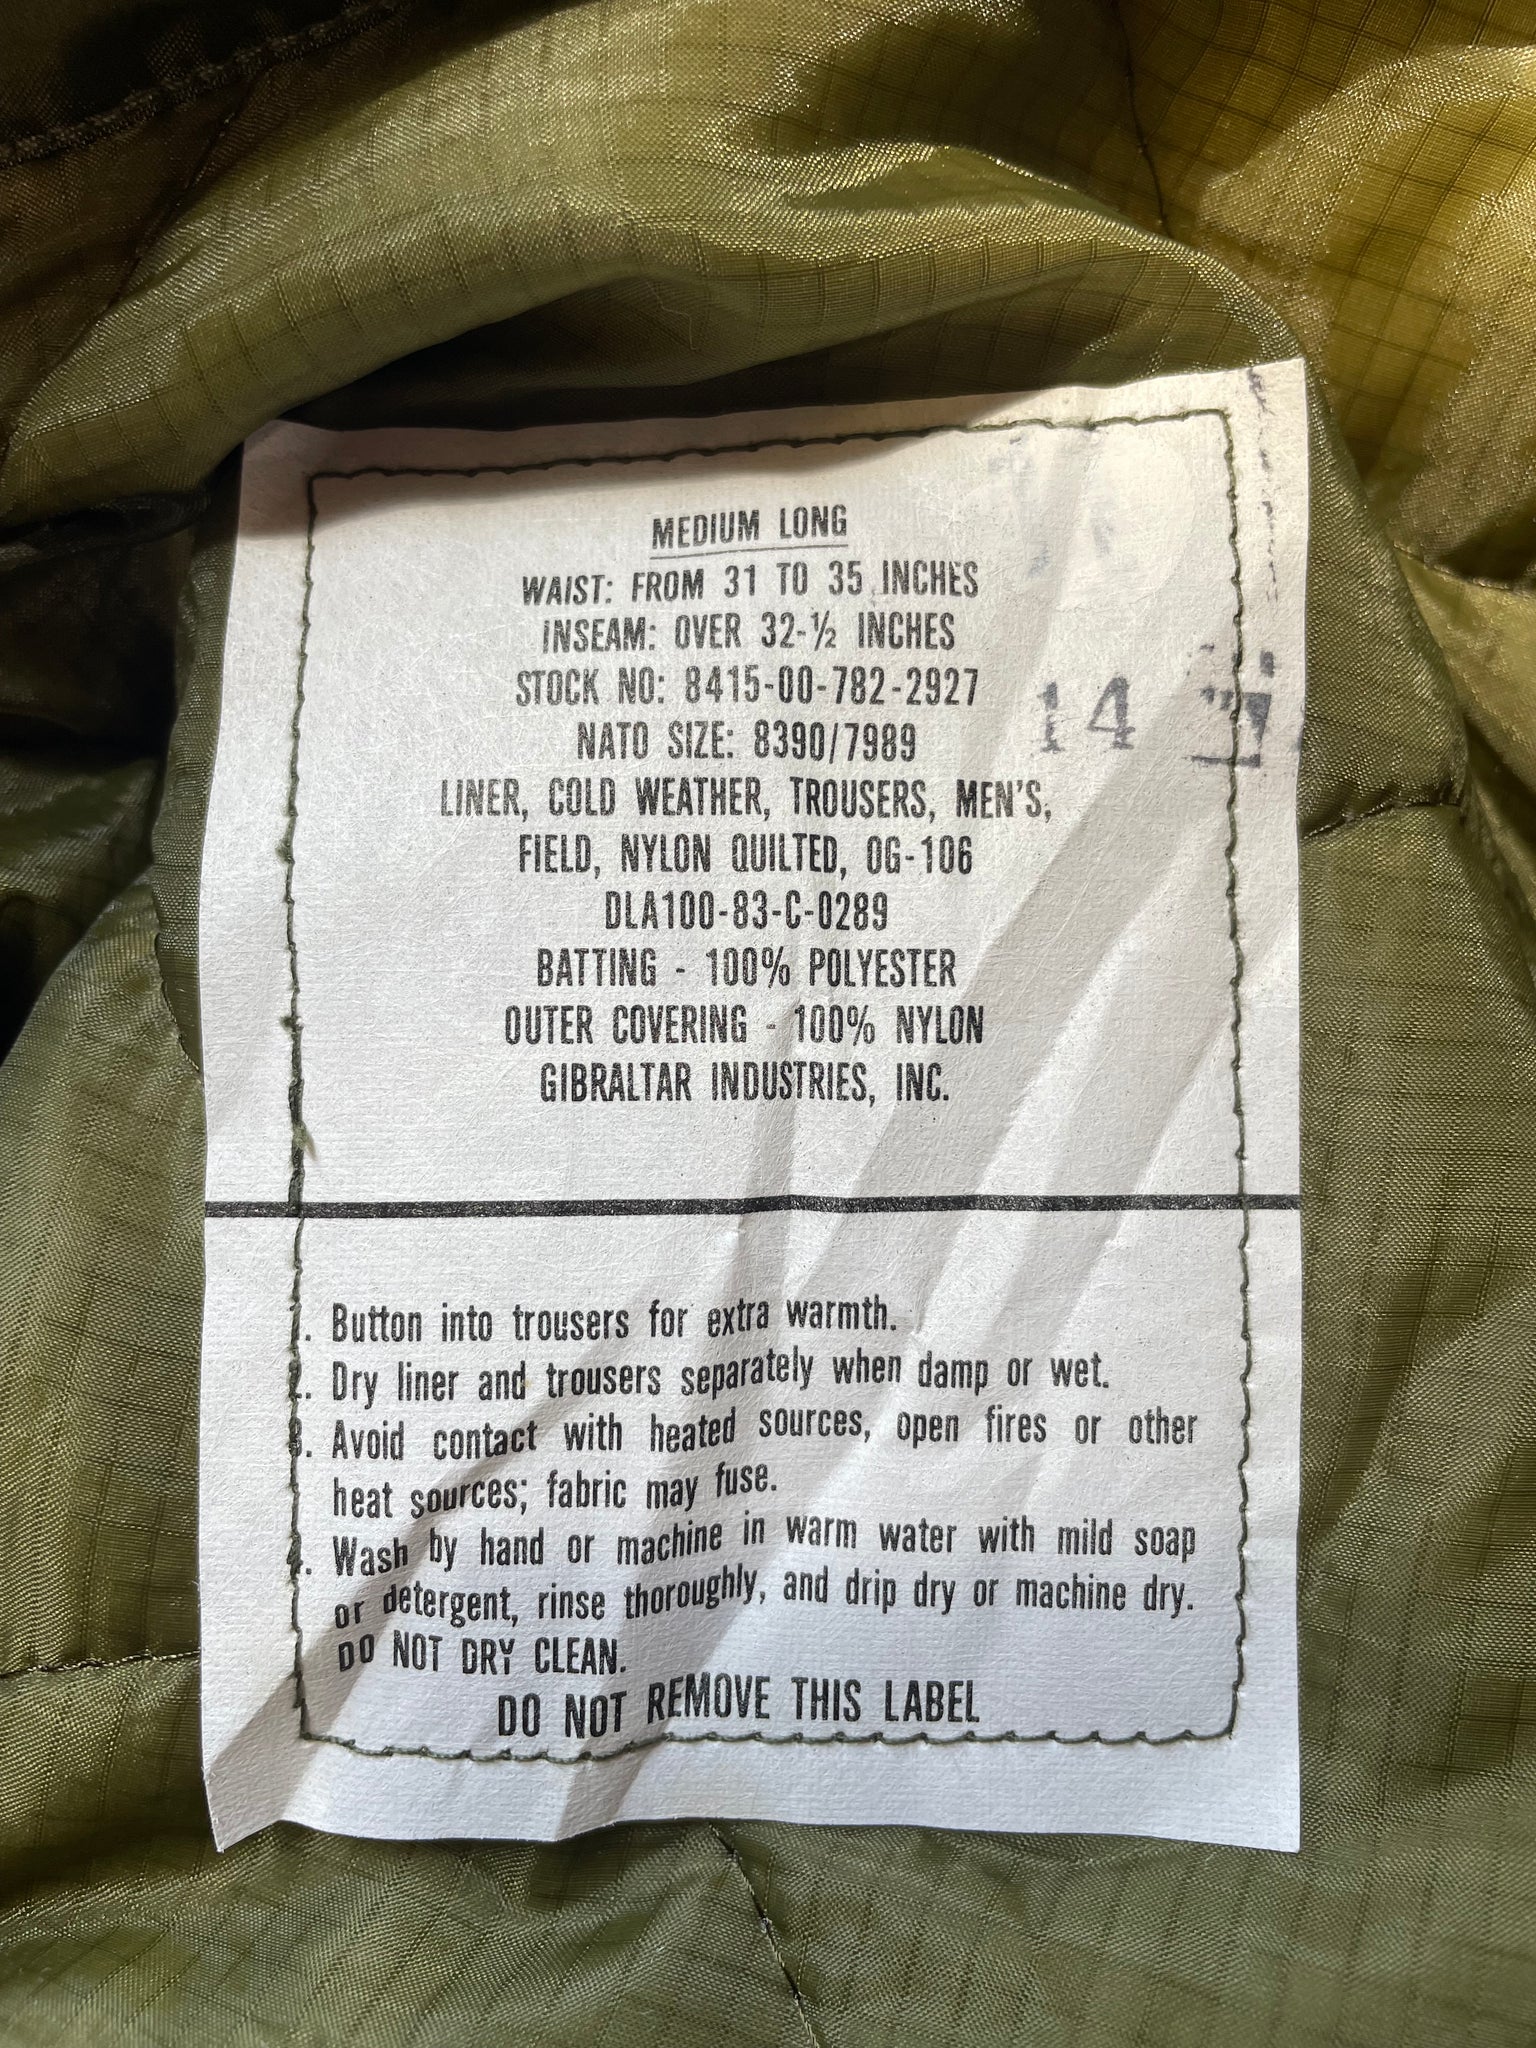 MEDIUM LONG
WAIST: FROM 31 TO 35 INCHES
INSEAM: OVER 32-½ INCHES
STOCK NO: 8415-00-782-2927
NATO SIZE: 8390/7989
14
LINER, COLD WEATHER, TROUSERS, MEN'S,
FIELD, NYLON QUILTED, OG-106
DLA100-83-C-0289
BATTING - 100% POLYESTER
OUTER COVERING - 100% NYLON
GIBRALTAR INDUSTRIES, INC.
. Button into trousers for extra warmth.
2. Dry liner and trousers separately when damp or wet.
3. Avoid contact with heated sources, open fires or other
heat sources; fabric may fuse.
. Wash by hand or machine in warm water with mild soap
or detergent, rinse thoroughly, and drip dry or machine dry.
DO NOT DRY CLEAN.
DO NOT REMOVE THIS LABEL